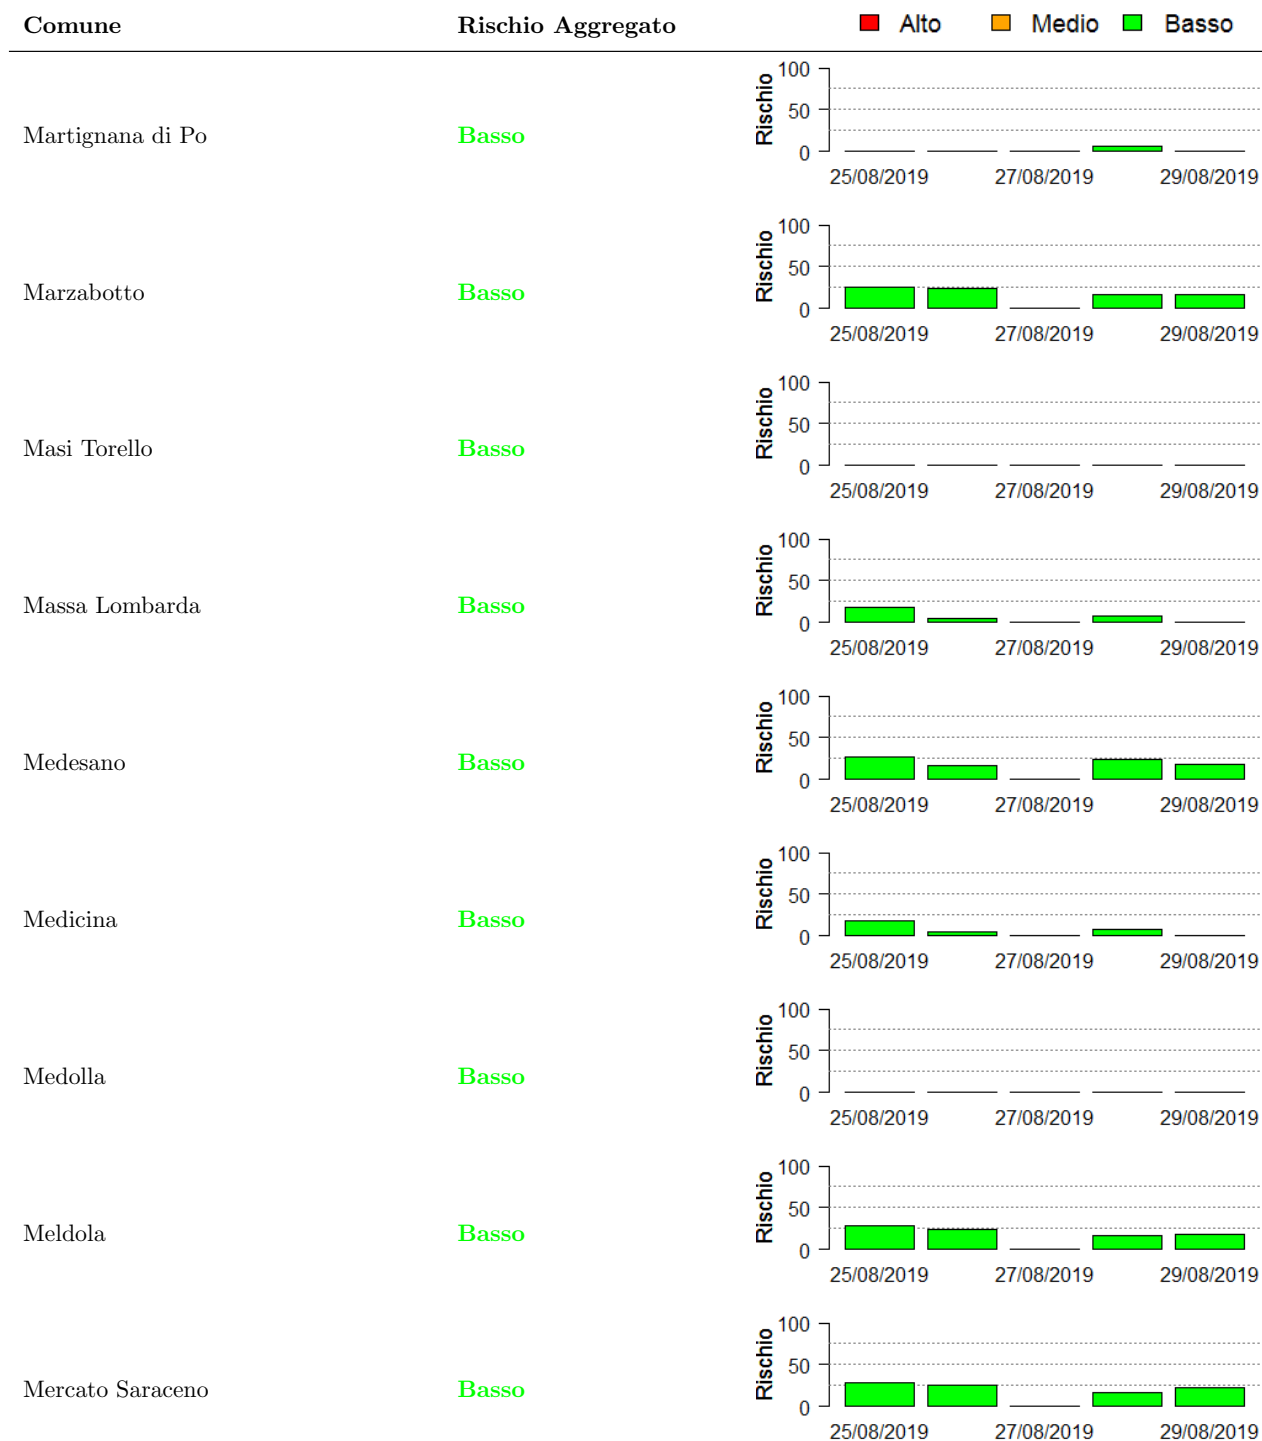 Comune Rischio Aggregato Alto Medio Basso
100
50
0
Rischio
Martignana di Po Basso
25/08/2019 27/08/2019 29/08/2019
100
50
0
Rischio
Marzabotto Basso
25/08/2019 27/08/2019 29/08/2019
100
50
0
Rischio
Masi Torello Basso
25/08/2019 27/08/2019 29/08/2019
100
50
0
Rischio
Massa Lombarda Basso
25/08/2019 27/08/2019 29/08/2019
100
50
0
Rischio
Medesano Basso
25/08/2019 27/08/2019 29/08/2019
100
50
0
Rischio
Medicina Basso
25/08/2019 27/08/2019 29/08/2019
100
50
0
Rischio
Medolla Basso
25/08/2019 27/08/2019 29/08/2019
100
50
0
Rischio
Meldola Basso
25/08/2019 27/08/2019 29/08/2019
100
50
0
Rischio
Mercato Saraceno Basso
25/08/2019 27/08/2019 29/08/2019